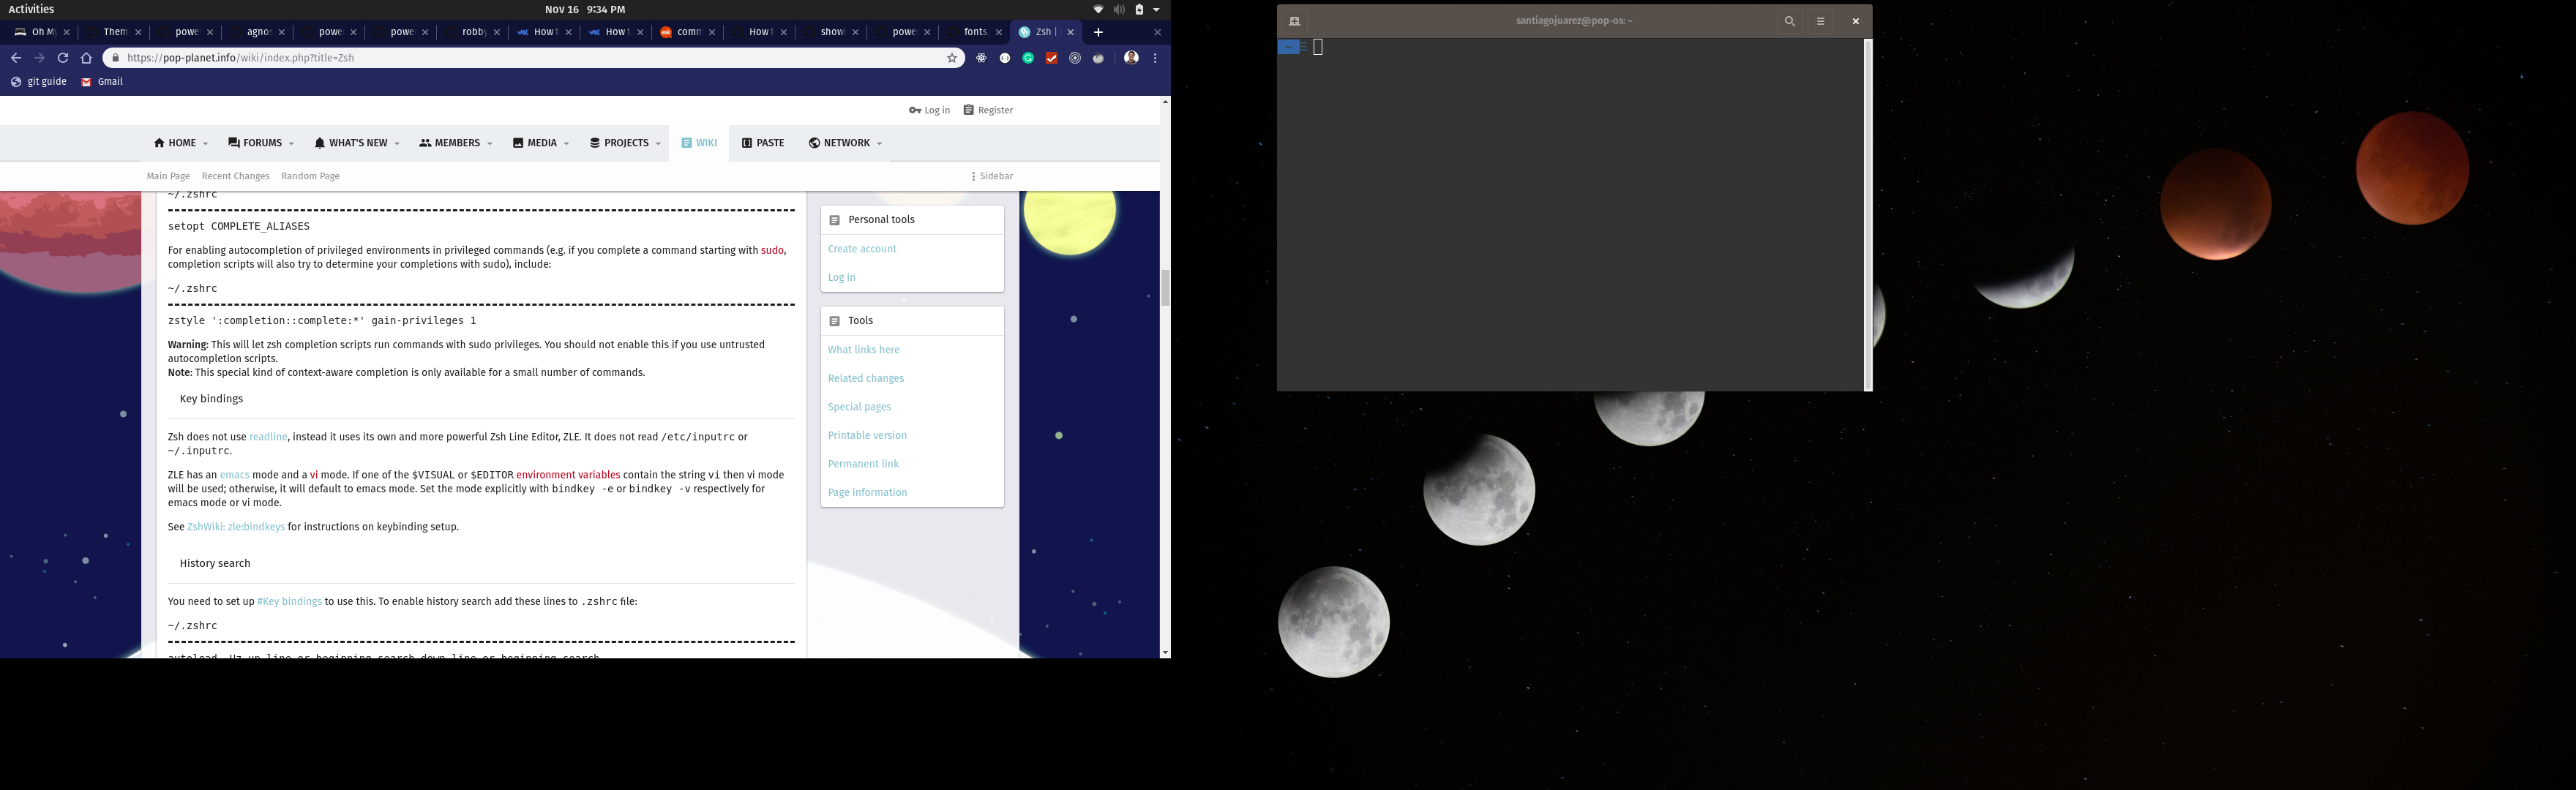 Activities
Nov 16 9:34 PM
Oh M
Them
powe
agno
powe
powe
robby
How t
How t
comm
How t
show
powe
fonts
Zsh |
https://pop-planet.info/wiki/index.php?title=Zsh
git guide
Gmail
Log in
Register
HOME
FORUMS
WHAT'S NEW
MEMBERS
MEDIA
PROJECTS
WIKI
PASTE
NETWORK
Main Page
Recent Changes
Random Page
Sidebar
~/.zshrc
setopt COMPLETE_ALIASES
For enabling autocompletion of privileged environments in privileged commands (e.g. if you complete a command starting with sudo,
completion scripts will also try to determine your completions with sudo), include:
~/.zshrc
zstyle ':completion::complete:*' gain-privileges 1
Warning: This will let zsh completion scripts run commands with sudo privileges. You should not enable this if you use untrusted
autocompletion scripts.
Note: This special kind of context-aware completion is only available for a small number of commands.
Key bindings
Zsh does not use readline, instead it uses its own and more powerful Zsh Line Editor, ZLE. It does not read /etc/inputrc or
~/.inputrc.
ZLE has an emacs mode and a vi mode. If one of the $VISUAL or $EDITOR environment variables contain the string vi then vi mode
will be used; otherwise, it will default to emacs mode. Set the mode explicitly with bindkey -e or bindkey -v respectively for
emacs mode or vi mode.
See ZshWiki: zle:bindkeys for instructions on keybinding setup.
History search
You need to set up #Key bindings to use this. To enable history search add these lines to .zshrc file:
~/.zshrc
autoload -Uz up-line-or-beginning-search down-line-or-beginning-search
Personal tools
Create account
Log in
Tools
What links here
Related changes
Special pages
Printable version
Permanent link
Page information
santiagojuarez@pop-os: ~
~